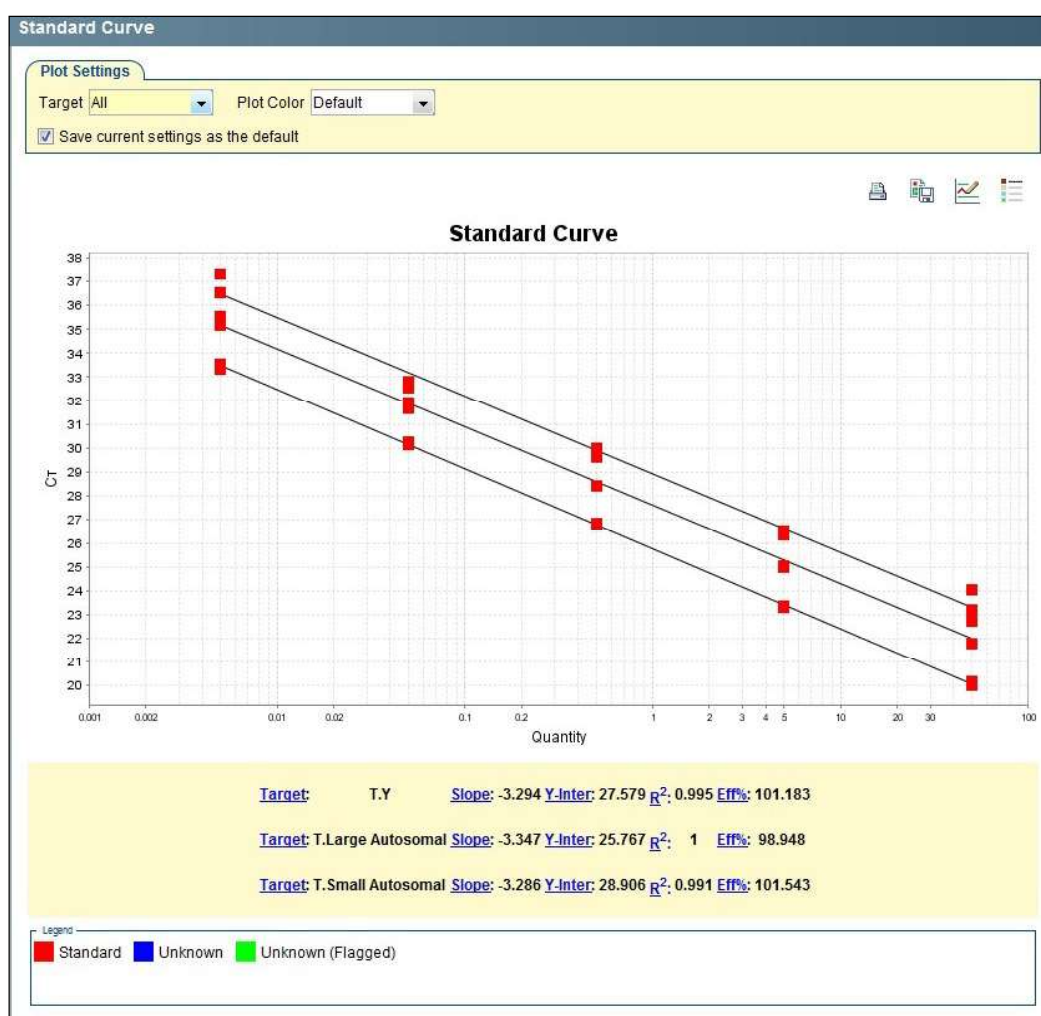 Standard Curve
Plot Settings
Target All Plot Color Default
Save current settings as the default
Standard Curve
38
37
36
35
34
33
32
31
30
29
28
27
26
25
24
23
22
21
20
CT
0.001 0.002 0.01 0.02 0.1 0.2 1 2 3 4 5 10 20 30 100
Quantity
Target: T.Y Slope: -3.294 Y-Inter: 27.579 R²: 0.995 Eff%: 101.183
Target: T.Large Autosomal Slope: -3.347 Y-Inter: 25.767 R²: 1 Eff%: 98.948
Target: T.Small Autosomal Slope: -3.286 Y-Inter: 28.906 R²: 0.991 Eff%: 101.543
Legend
Standard Unknown Unknown (Flagged)